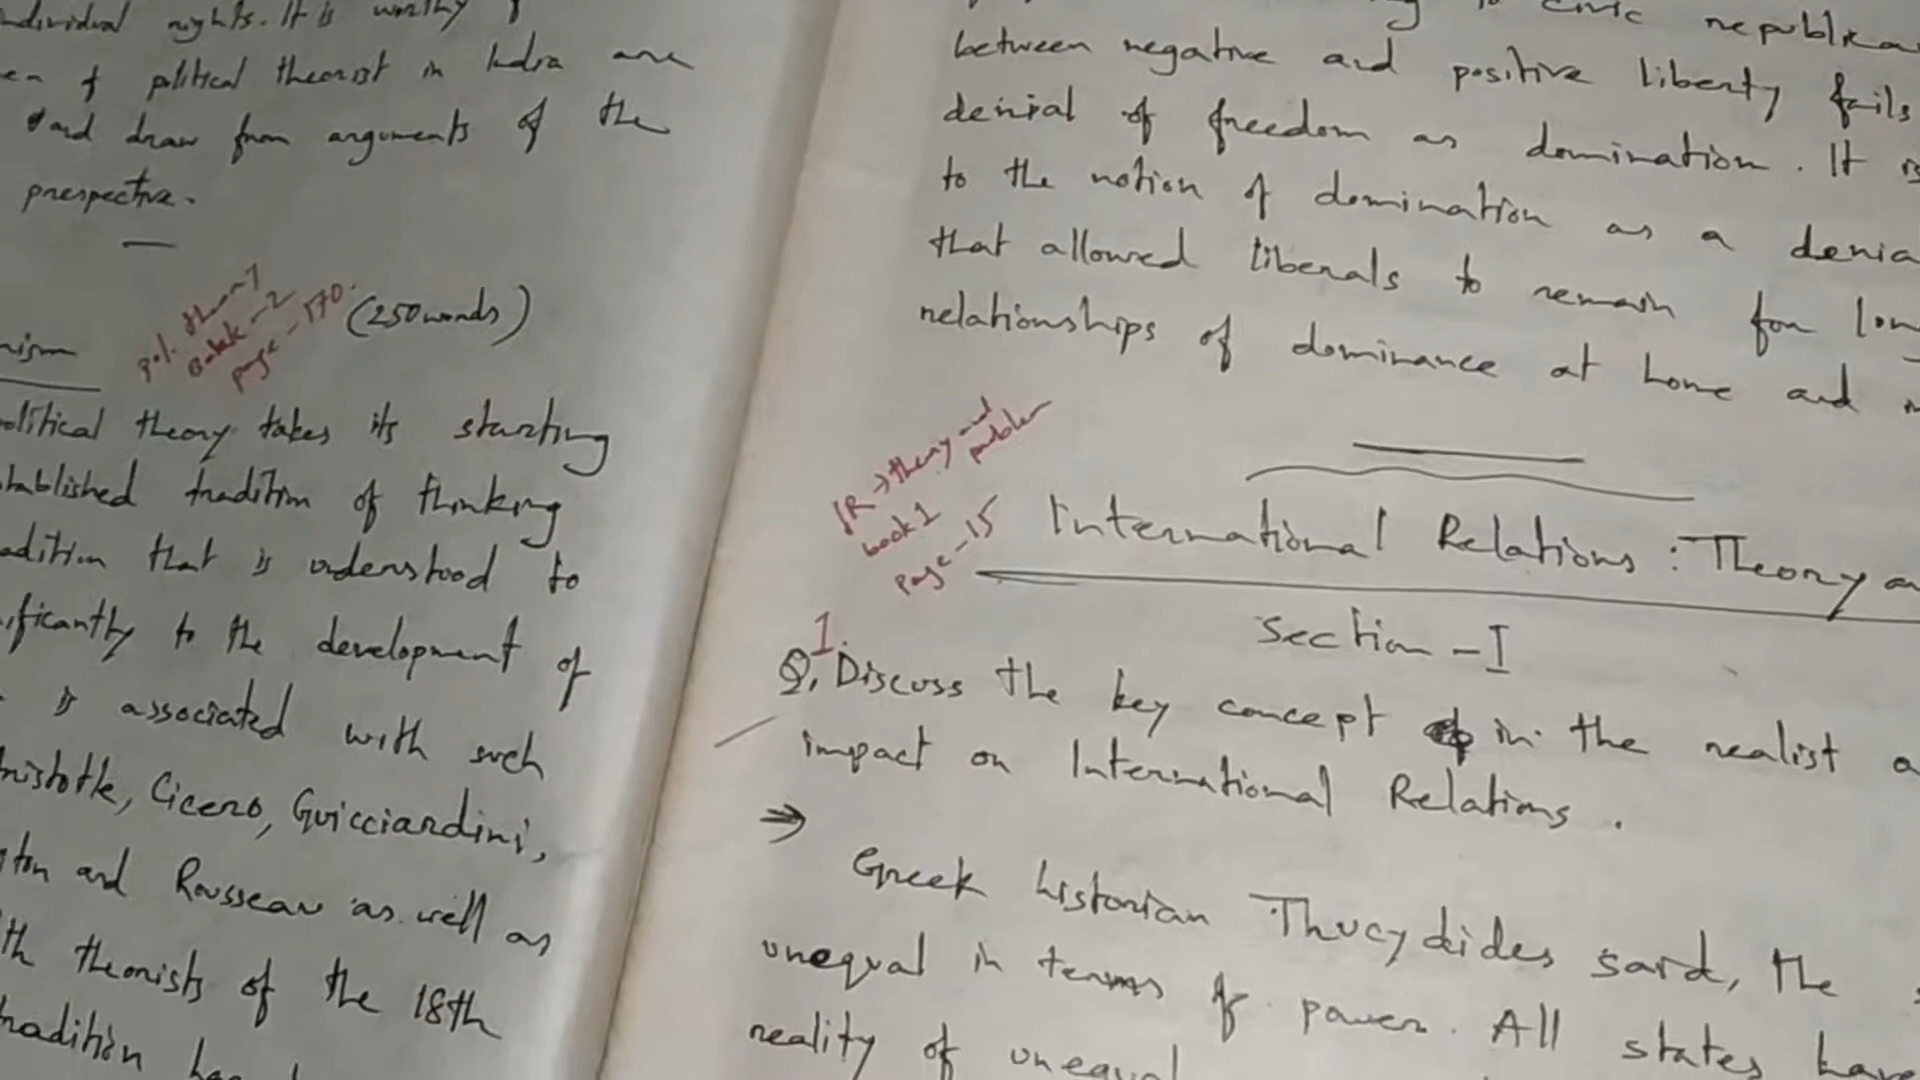 individual rights. It is worthy
political theorist in India are
and draw from arguments of the
prespective.
(250 words)
Book-2
page-170.
political theory takes its starting
established tradition of thinking
tradition that is understood to
significantly to the development of
is associated with such
Aristotle, Cicero, Guicciardini,
and Rousseau as well as
theorists of the 18th
tradition
to civic republican
between negative and positive liberty fails
denial of freedom as domination. It is
to the notion of domination as a denia
that allowed liberals to remain for long
relationships of dominance at home and
IR → theory and problem
book 1
page-15
International Relations : Theory a
Section-I
Q.1. Discuss the key concept in the realist a
impact on International Relations.
⇒
Greek historian Thucydides said, the s
unequal in terms of power. All states have
reality of unequal